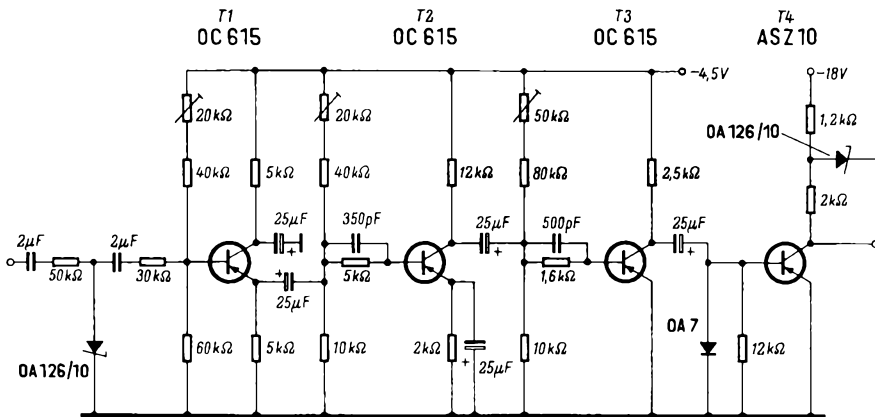 T1 T2 T3 T4
OC 615 OC 615 OC 615 ASZ 10
-4,5V -18V
20kΩ 20kΩ 50kΩ 1,2kΩ
OA 126/10
40kΩ 5kΩ 40kΩ 12kΩ 80kΩ 2,5kΩ 2kΩ
25µF 350pF 25µF 500pF 25µF
2µF 2µF
+ + + +
50kΩ 30kΩ 5kΩ 1,6kΩ
25µF
OA 7
60kΩ 5kΩ 10kΩ 2kΩ 10kΩ 12kΩ
OA 126/10 + 25µF